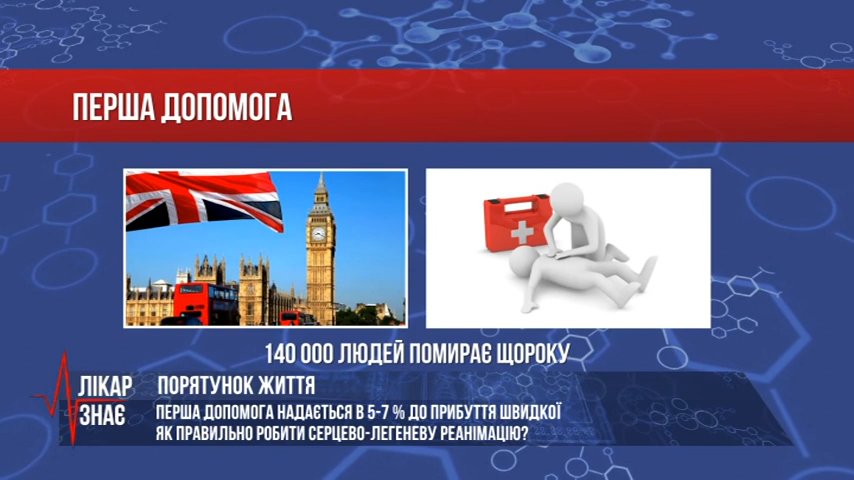 ПЕРША ДОПОМОГА
140 000 ЛЮДЕЙ ПОМИРАЄ ЩОРОКУ
ЛІКАР
ЗНАЄ
ПОРЯТУНОК ЖИТТЯ
ПЕРША ДОПОМОГА НАДАЄТЬСЯ В 5-7 % ДО ПРИБУТТЯ ШВИДКОЇ
ЯК ПРАВИЛЬНО РОБИТИ СЕРЦЕВО-ЛЕГЕНЕВУ РЕАНІМАЦІЮ?